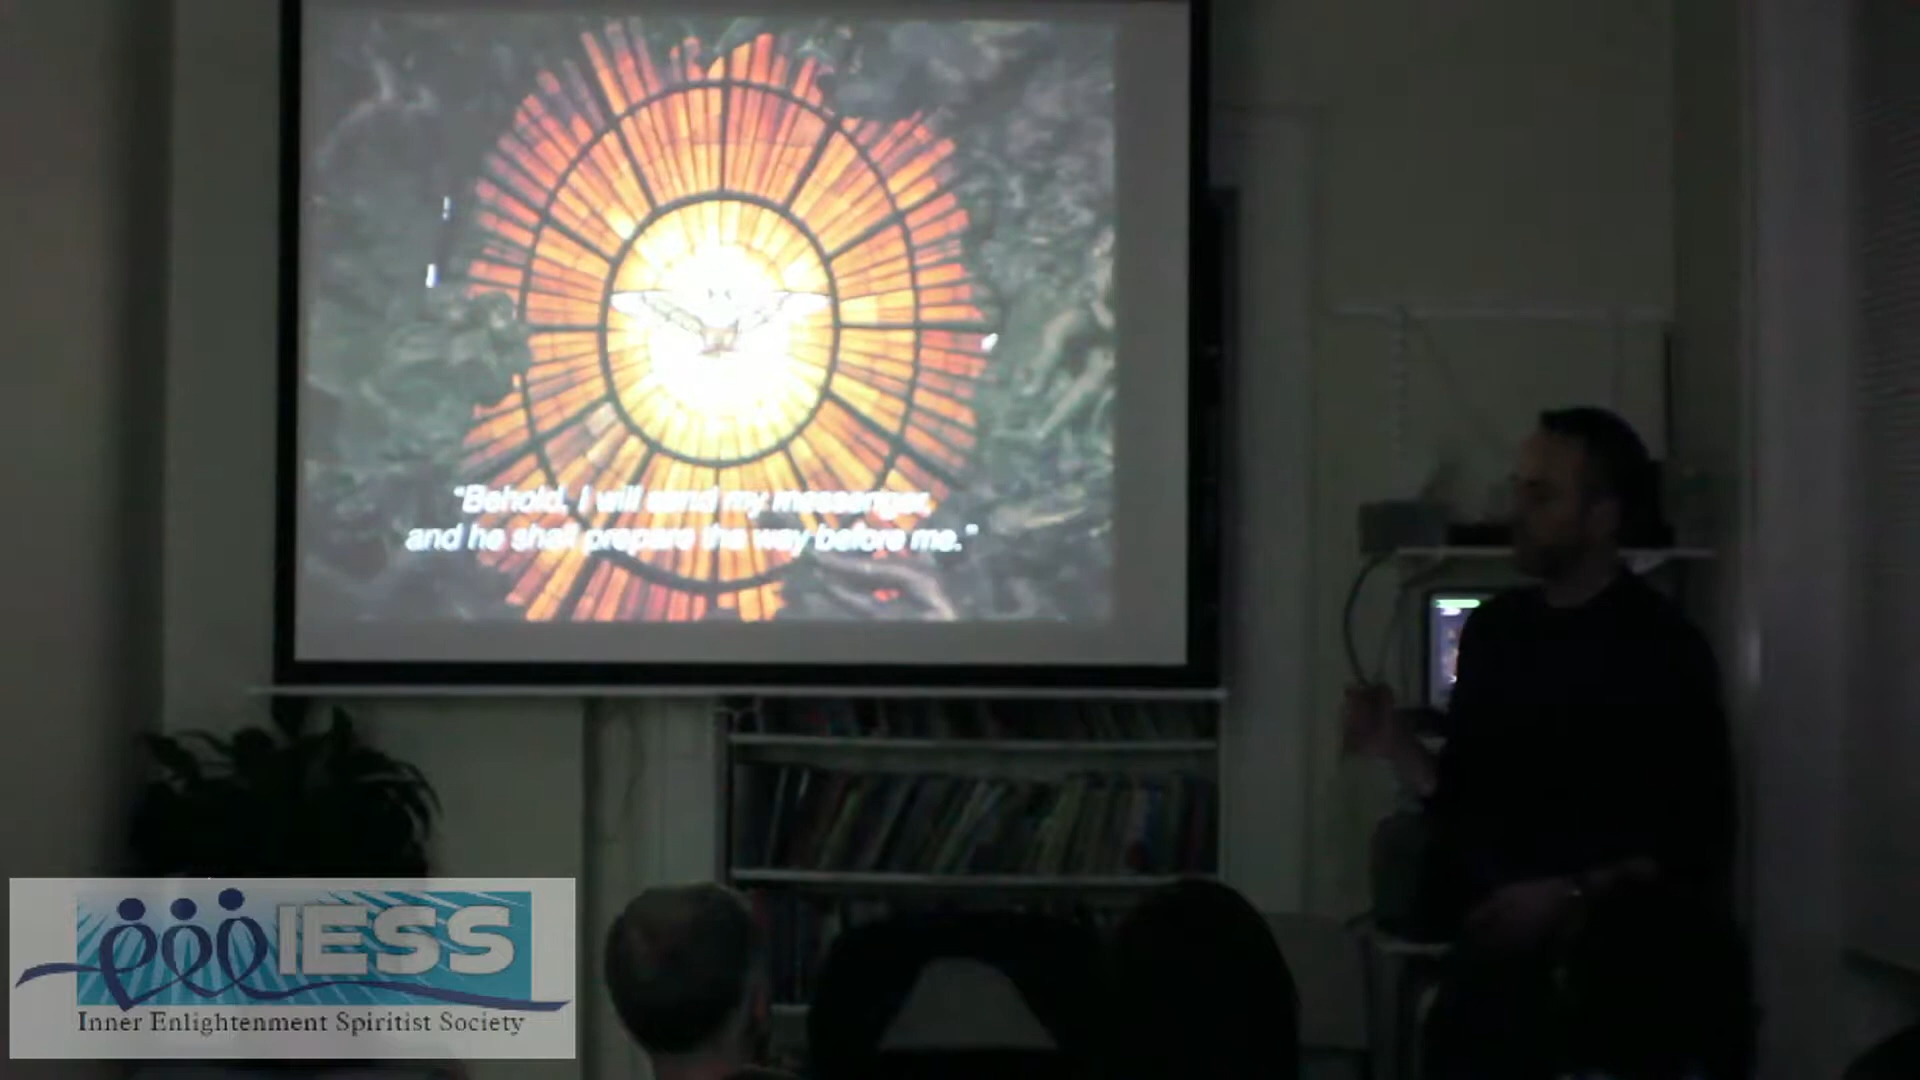 "Behold, I will send my messenger,
and he shall prepare the way before me."
IESS
Inner Enlightenment Spiritist Society